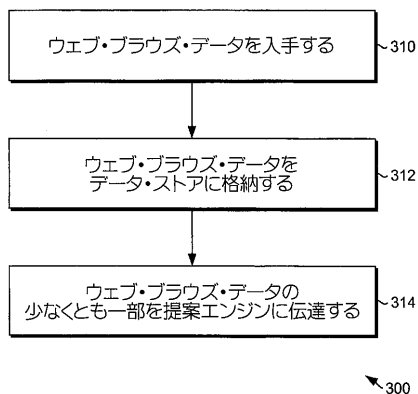 ウェブ・ブラウズ・データを入手する
310
ウェブ・ブラウズ・データを
データ・ストアに格納する
312
ウェブ・ブラウズ・データの
少なくとも一部を提案エンジンに伝達する
314
300